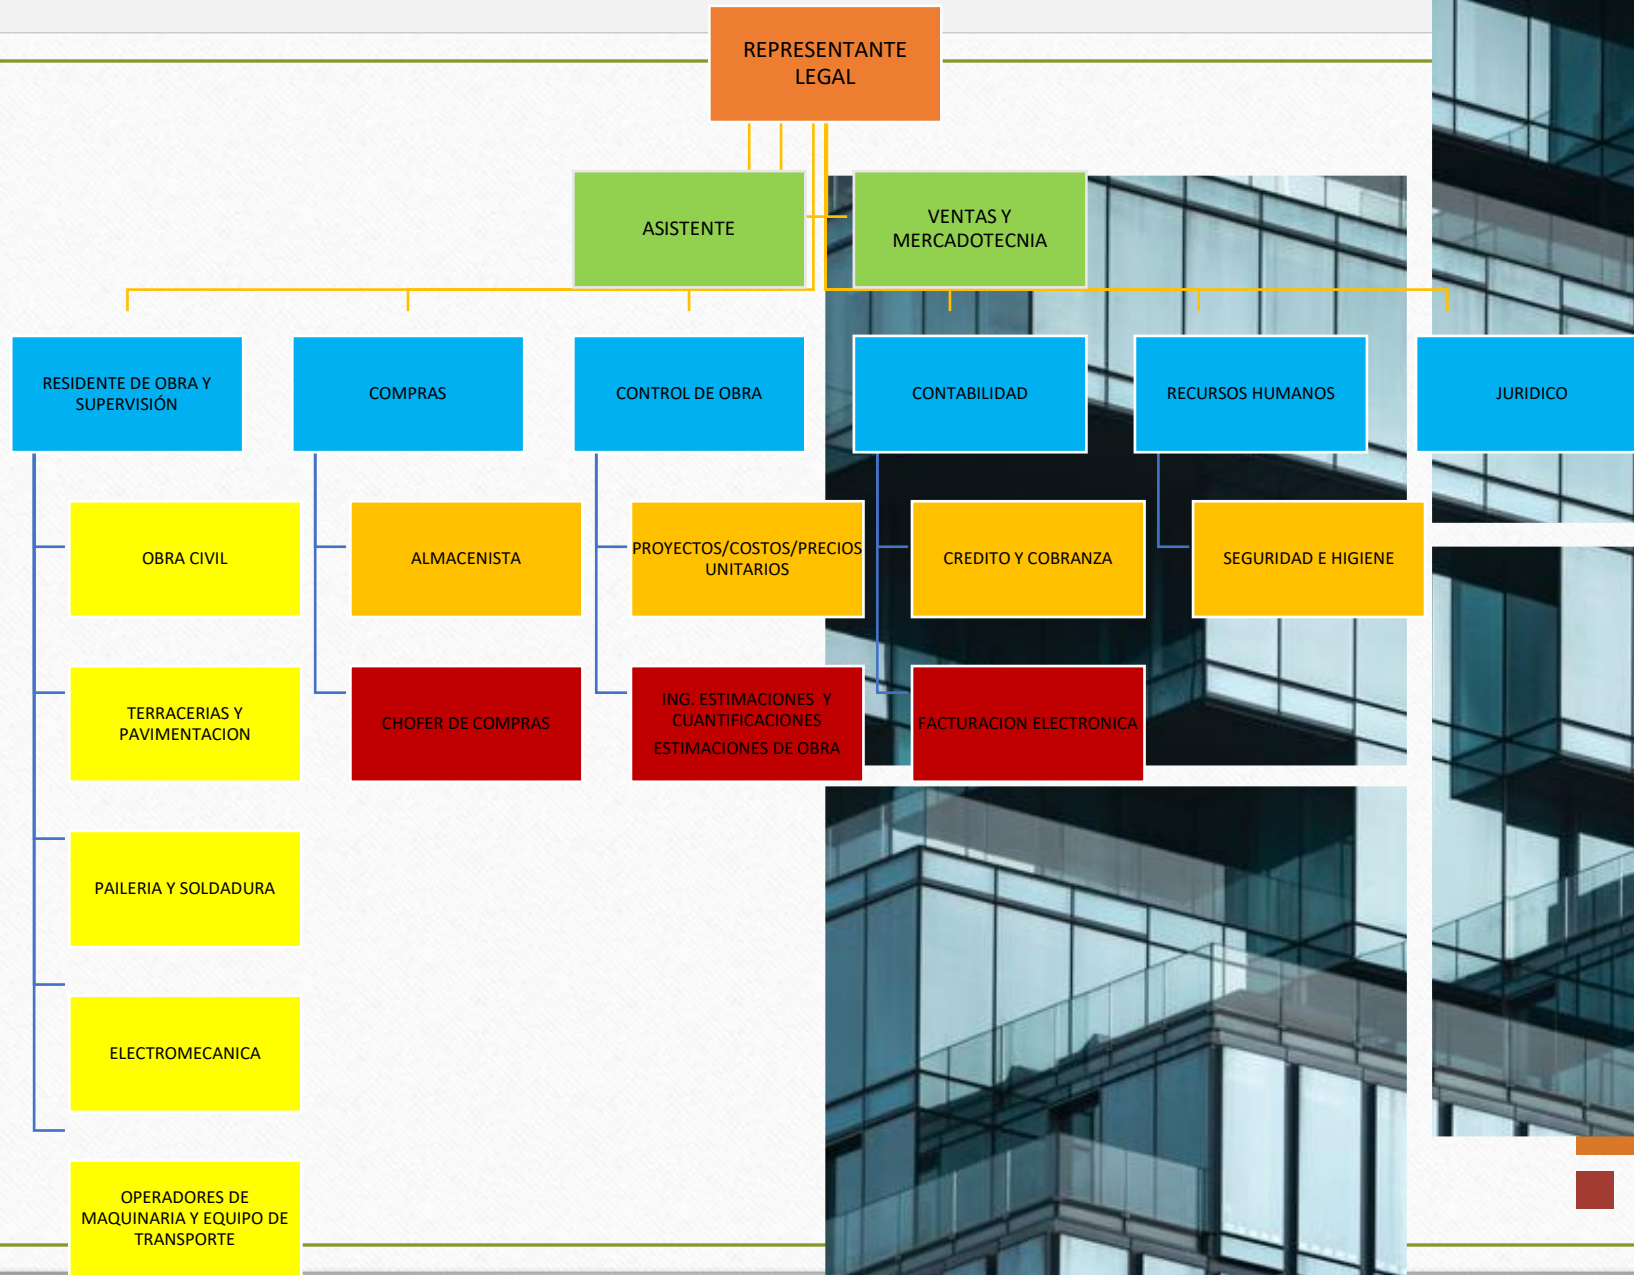 REPRESENTANTE
LEGAL
ASISTENTE
VENTAS Y
MERCADOTECNIA
RESIDENTE DE OBRA Y
SUPERVISIÓN
COMPRAS
CONTROL DE OBRA
CONTABILIDAD
RECURSOS HUMANOS
JURIDICO
OBRA CIVIL
ALMACENISTA
PROYECTOS/COSTOS/PRECIOS
UNITARIOS
CREDITO Y COBRANZA
SEGURIDAD E HIGIENE
TERRACERIAS Y
PAVIMENTACION
CHOFER DE COMPRAS
ING. ESTIMACIONES Y
CUANTIFICACIONES
ESTIMACIONES DE OBRA
FACTURACION ELECTRONICA
PAILERIA Y SOLDADURA
ELECTROMECANICA
OPERADORES DE
MAQUINARIA Y EQUIPO DE
TRANSPORTE